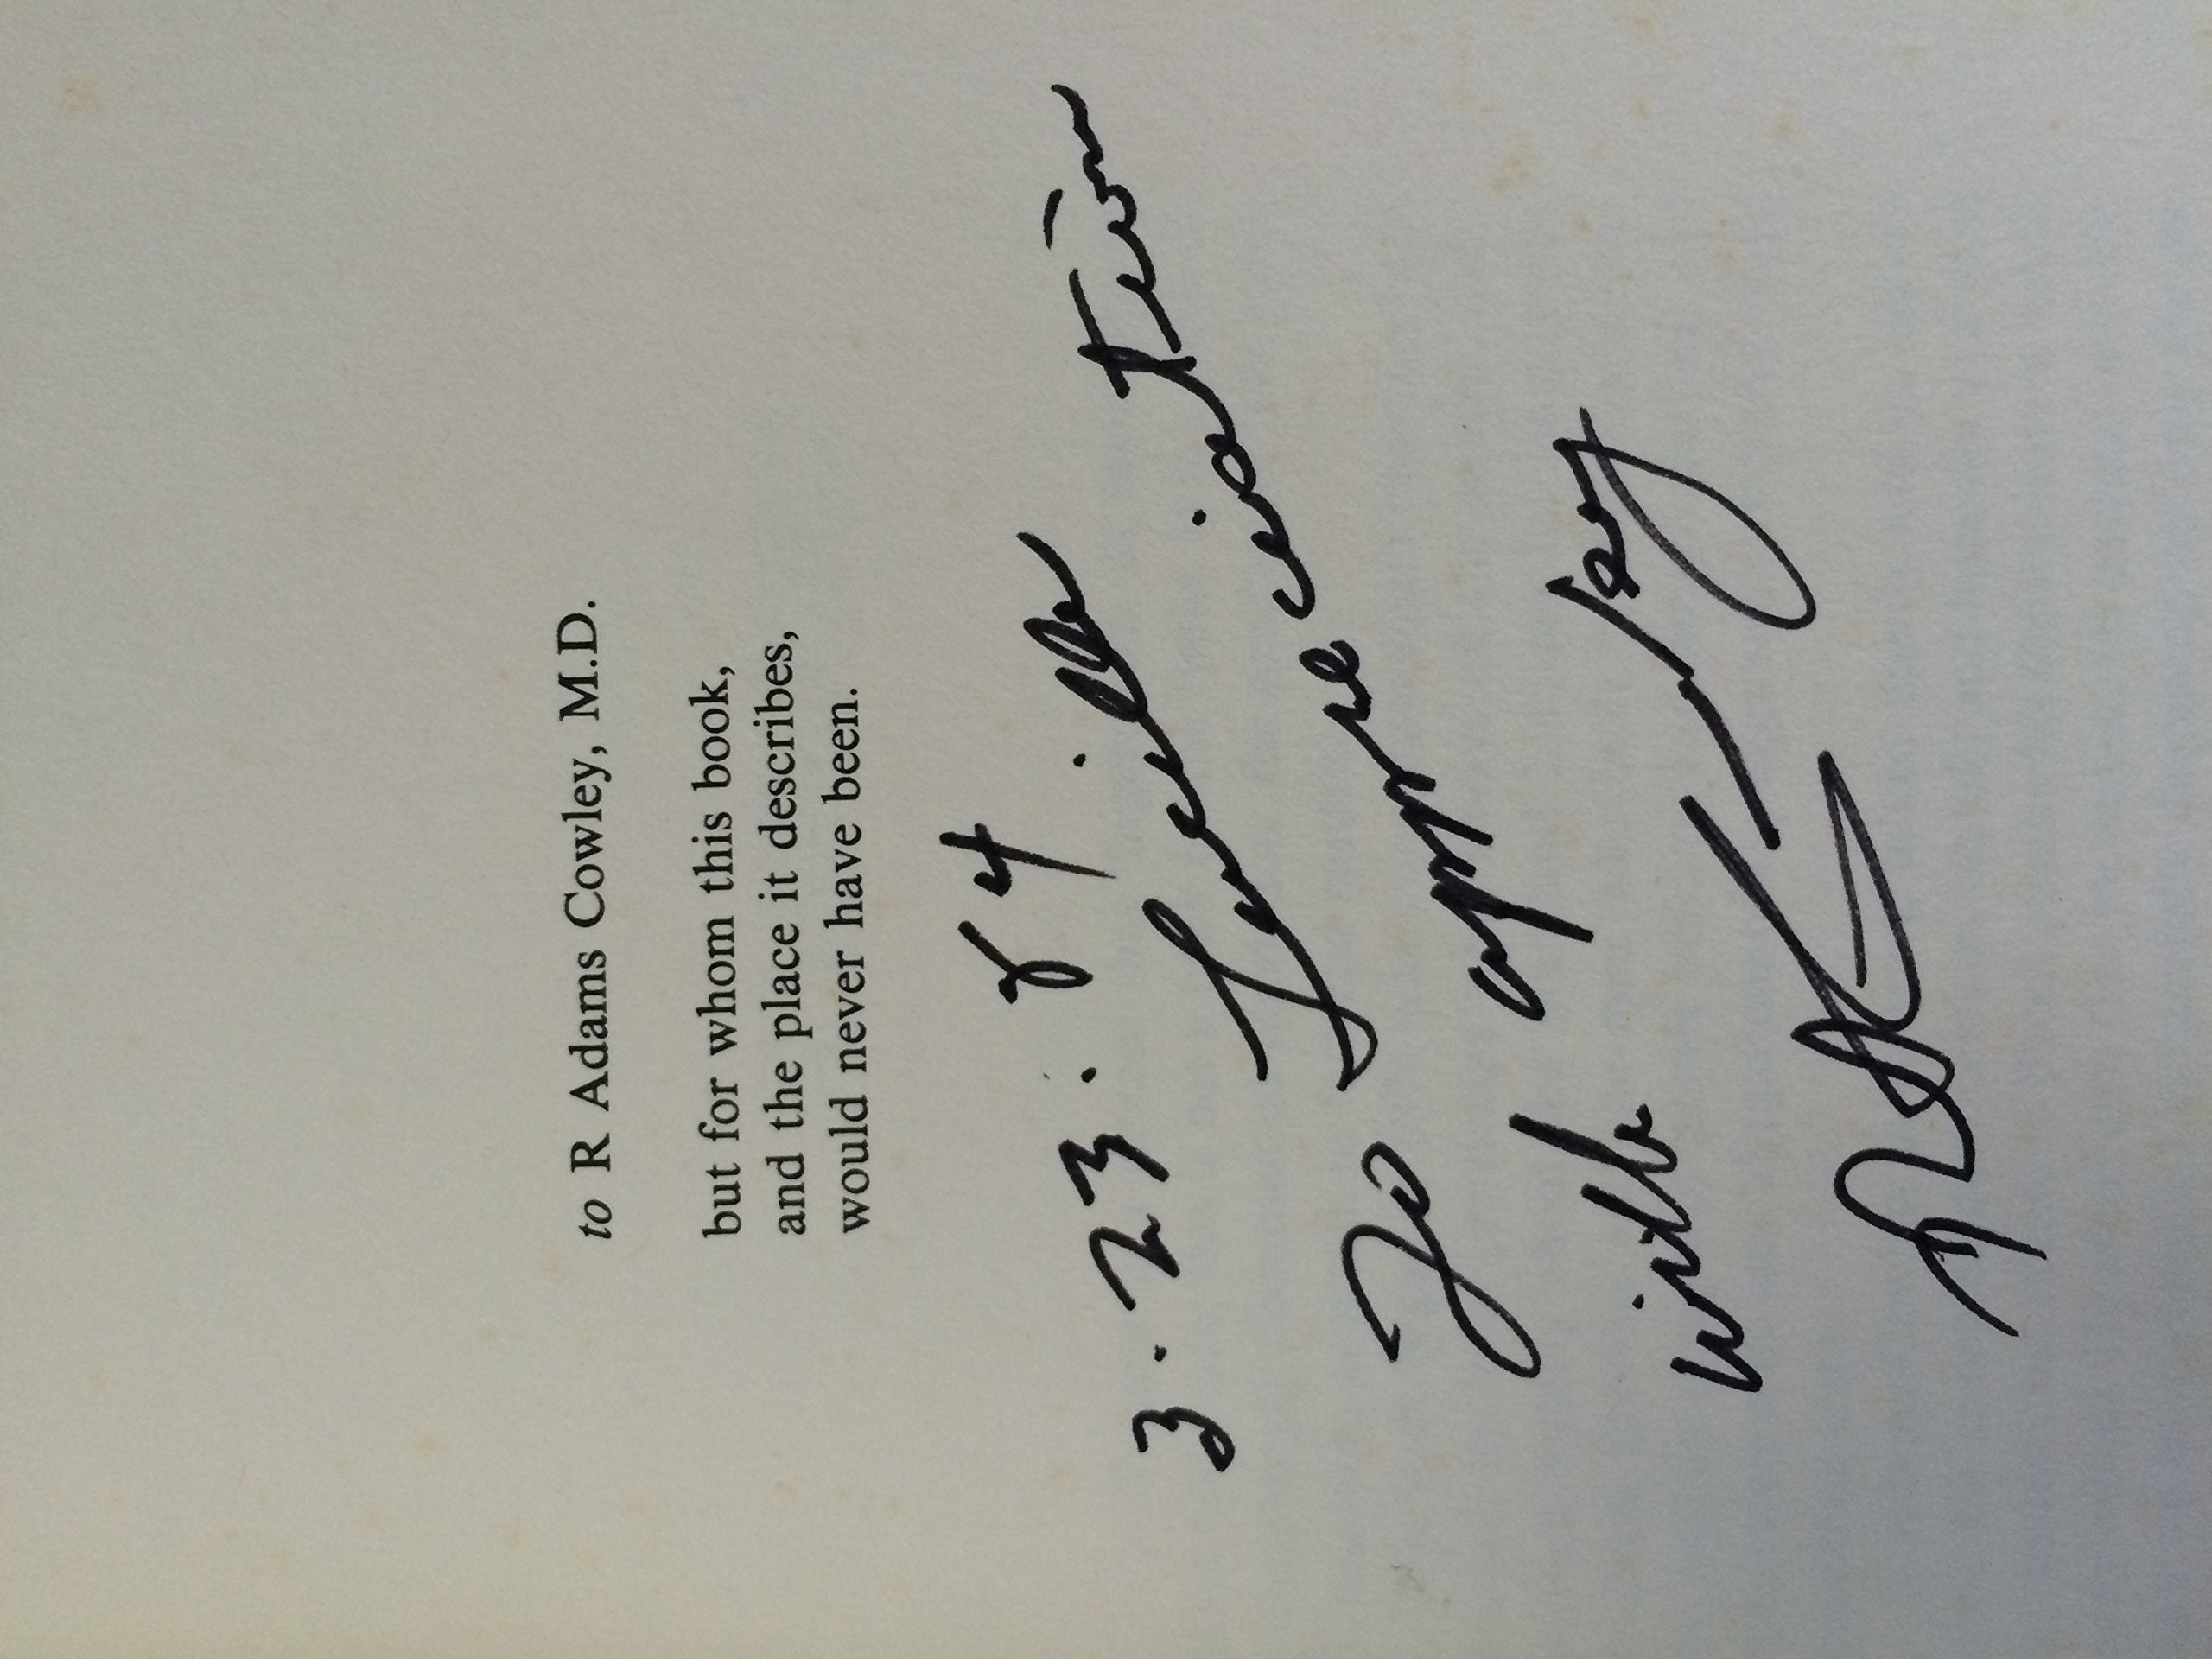 to R Adams Cowley, M.D.
but for whom this book,
and the place it describes,
would never have been.
3. 23. 84
To Lucille
with appreciation